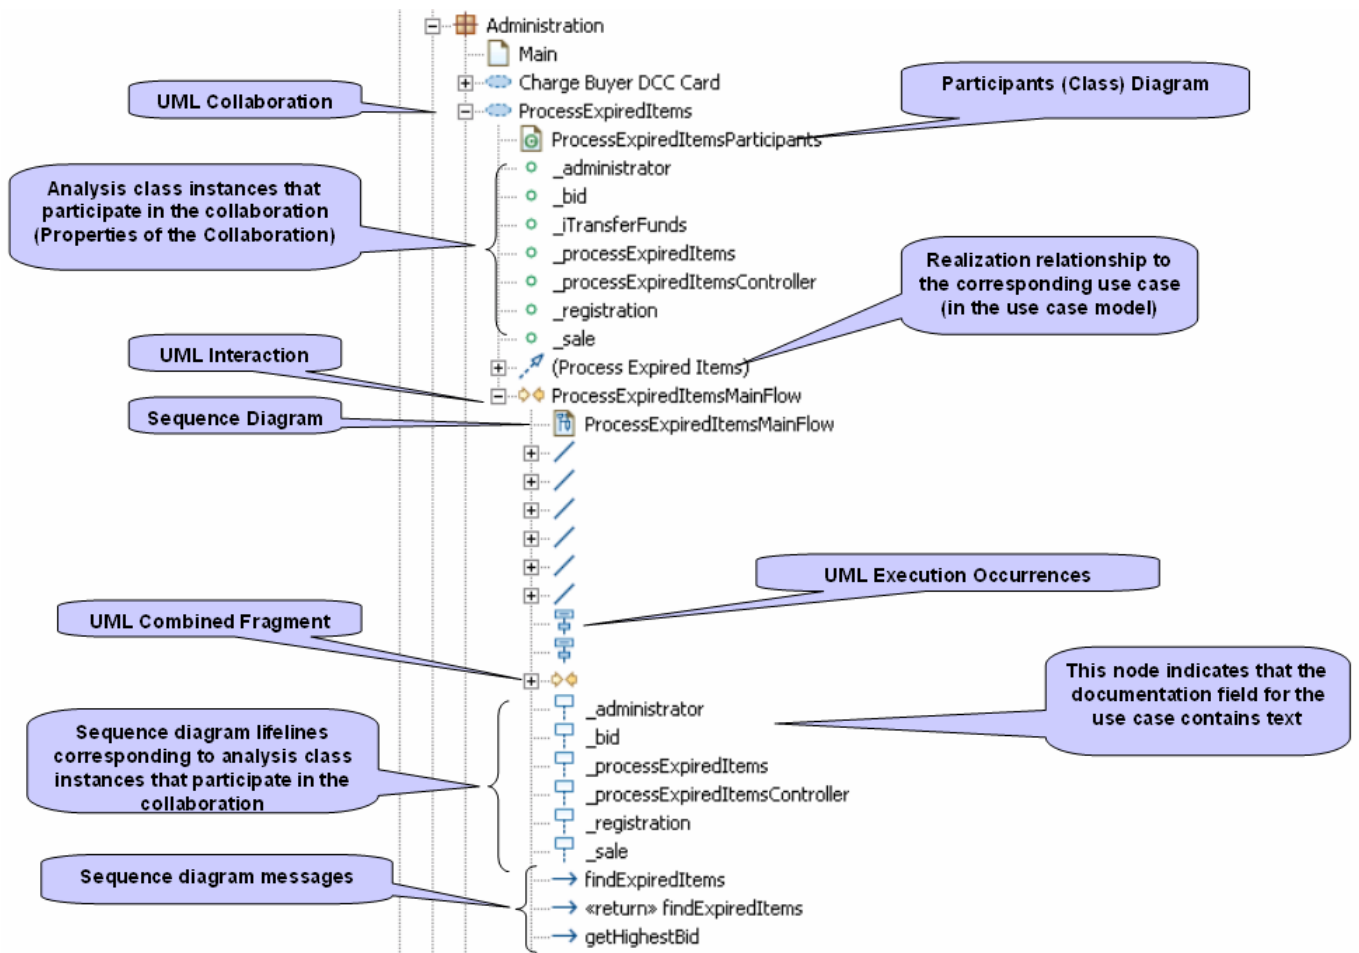 Administration
Main
Charge Buyer DCC Card
ProcessExpiredItems
ProcessExpiredItemsParticipants
_administrator
_bid
_iTransferFunds
_processExpiredItems
_processExpiredItemsController
_registration
_sale
(Process Expired Items)
ProcessExpiredItemsMainFlow
ProcessExpiredItemsMainFlow
_administrator
_bid
_processExpiredItems
_processExpiredItemsController
_registration
_sale
findExpiredItems
«return» findExpiredItems
getHighestBid
UML Collaboration
Analysis class instances that
participate in the collaboration
(Properties of the Collaboration)
UML Interaction
Sequence Diagram
UML Combined Fragment
Sequence diagram lifelines
corresponding to analysis class
instances that participate in the
collaboration
Sequence diagram messages
Participants (Class) Diagram
Realization relationship to
the corresponding use case
(in the use case model)
UML Execution Occurrences
This node indicates that the
documentation field for the
use case contains text